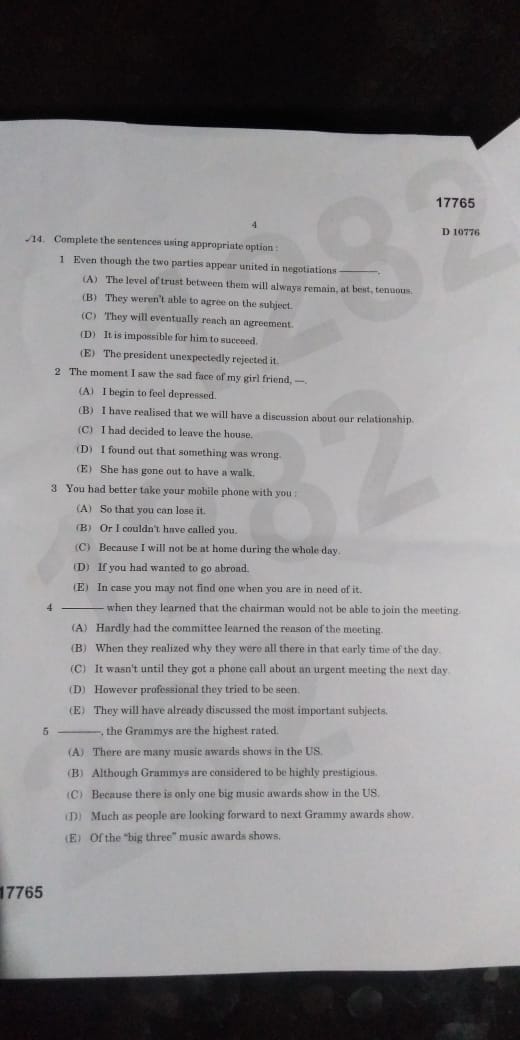 17765
4
D 10776
14. Complete the sentences using appropriate option :
1 Even though the two parties appear united in negotiations ———.
(A) The level of trust between them will always remain, at best, tenuous.
(B) They weren't able to agree on the subject.
(C) They will eventually reach an agreement.
(D) It is impossible for him to succeed.
(E) The president unexpectedly rejected it.
2 The moment I saw the sad face of my girl friend, —.
(A) I begin to feel depressed.
(B) I have realised that we will have a discussion about our relationship.
(C) I had decided to leave the house.
(D) I found out that something was wrong.
(E) She has gone out to have a walk.
3 You had better take your mobile phone with you :
(A) So that you can lose it.
(B) Or I couldn't have called you.
(C) Because I will not be at home during the whole day.
(D) If you had wanted to go abroad.
(E) In case you may not find one when you are in need of it.
4 ——— when they learned that the chairman would not be able to join the meeting.
(A) Hardly had the committee learned the reason of the meeting.
(B) When they realized why they were all there in that early time of the day.
(C) It wasn't until they got a phone call about an urgent meeting the next day.
(D) However professional they tried to be seen.
(E) They will have already discussed the most important subjects.
5 ———, the Grammys are the highest rated.
(A) There are many music awards shows in the US.
(B) Although Grammys are considered to be highly prestigious.
(C) Because there is only one big music awards show in the US.
(D) Much as people are looking forward to next Grammy awards show.
(E) Of the “big three” music awards shows.
17765